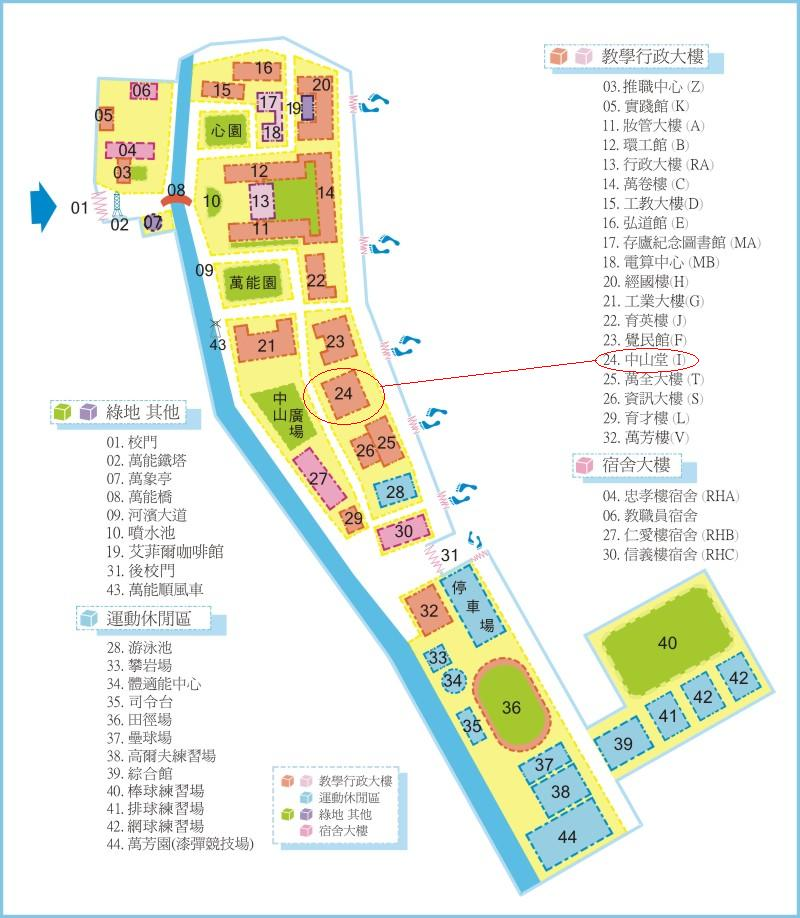 06
16
15
17
18
19
20
05
心園
04
03
08
01
02
07
12
10
13
14
11
09
萬能園
22
43
21
23
24
中山
廣場
26
25
27
28
29
30
31
停車場
32
33
34
35
36
37
38
44
39
41
42
42
40
教學行政大樓
03. 推職中心 (Z)
05. 實踐館 (K)
11. 妝管大樓 (A)
12. 環工館 (B)
13. 行政大樓 (RA)
14. 萬卷樓 (C)
15. 工教大樓(D)
16. 弘道館 (E)
17. 存廬紀念圖書館 (MA)
18. 電算中心 (MB)
20. 經國樓(H)
21. 工業大樓(G)
22. 育英樓 (J)
23. 覺民館(F)
24. 中山堂 (I)
25. 萬全大樓 (T)
26. 資訊大樓 (S)
29. 育才樓 (L)
32. 萬芳樓(V)
宿舍大樓
04. 忠孝樓宿舍 (RHA)
06. 教職員宿舍
27. 仁愛樓宿舍 (RHB)
30. 信義樓宿舍 (RHC)
綠地 其他
01. 校門
02. 萬能鐵塔
07. 萬象亭
08. 萬能橋
09. 河濱大道
10. 噴水池
19. 艾菲爾咖啡館
31. 後校門
43. 萬能順風車
運動休閒區
28. 游泳池
33. 攀岩場
34. 體適能中心
35. 司令台
36. 田徑場
37. 壘球場
38. 高爾夫練習場
39. 綜合館
40. 棒球練習場
41. 排球練習場
42. 網球練習場
44. 萬芳園(漆彈競技場)
教學行政大樓
運動休閒區
綠地 其他
宿舍大樓